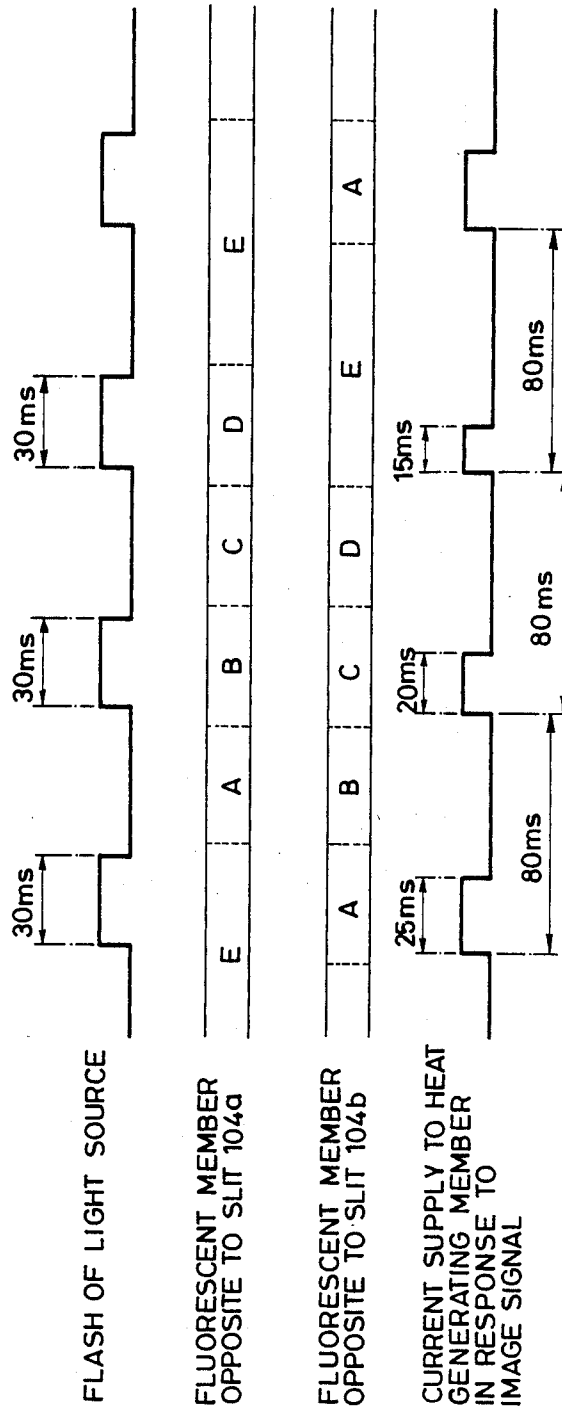 FLASH OF LIGHT SOURCE
30ms
30ms
30ms
FLUORESCENT MEMBER
OPPOSITE TO SLIT 104a
E
A
B
C
D
E
FLUORESCENT MEMBER
OPPOSITE TO SLIT 104b
A
B
C
D
E
A
CURRENT SUPPLY TO HEAT
GENERATING MEMBER
IN RESPONSE TO
IMAGE SIGNAL
25ms
20ms
15ms
80ms
80ms
80ms